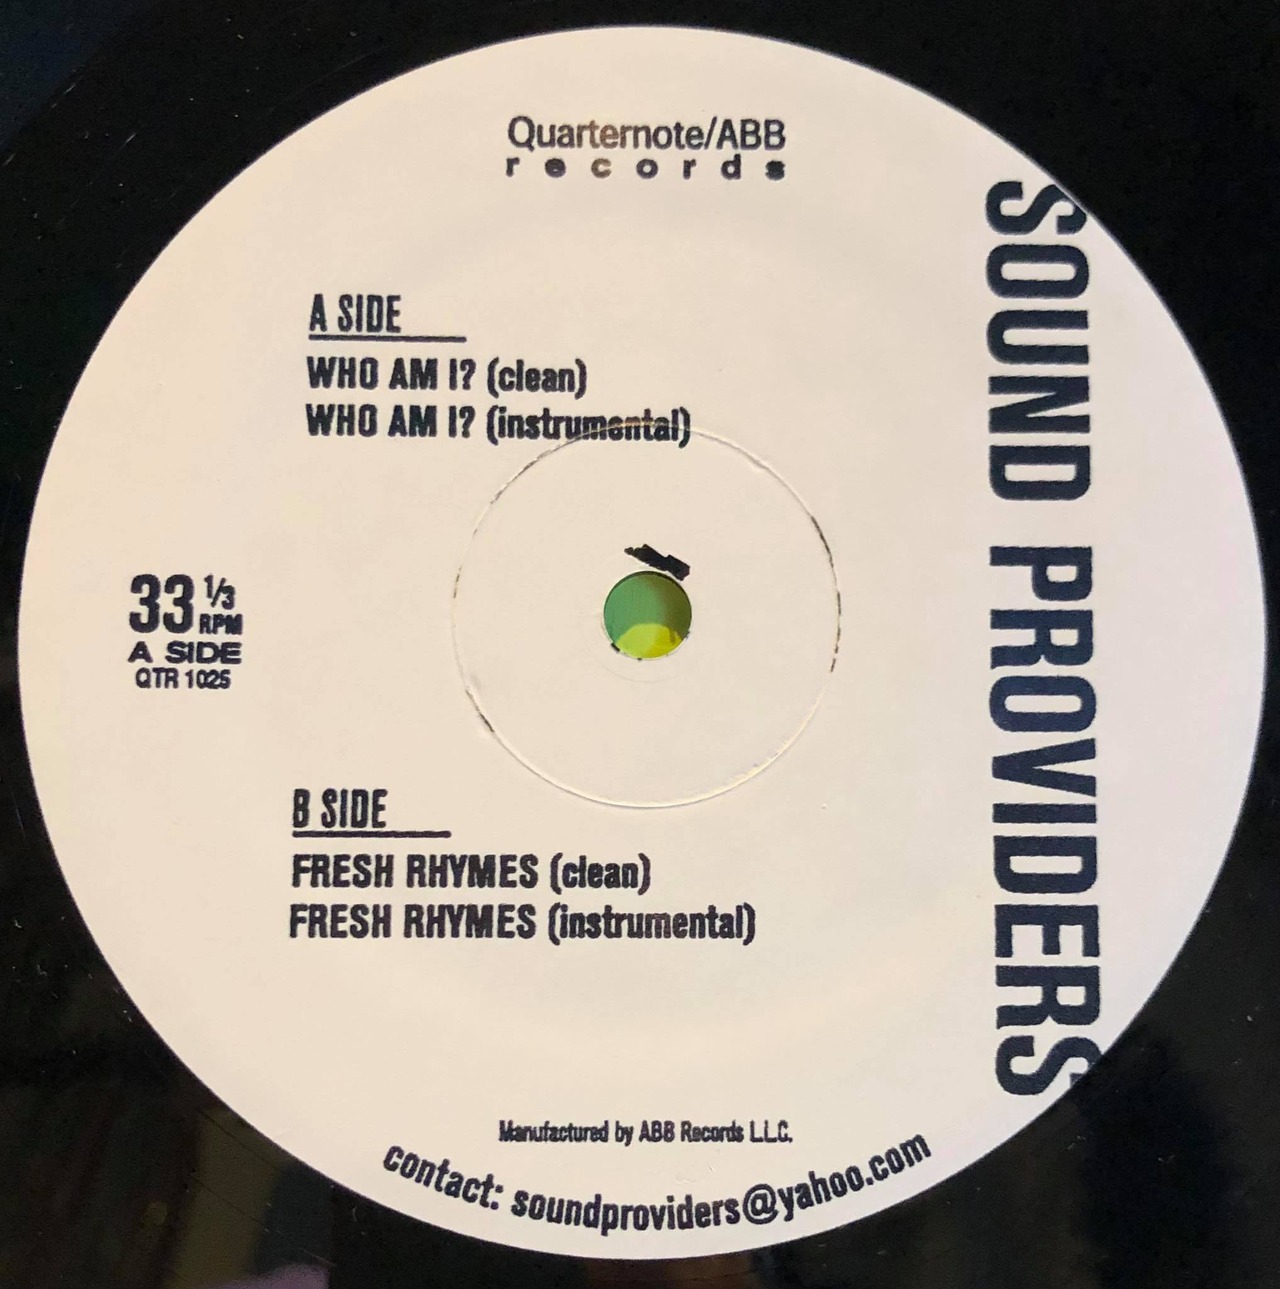 Quarternote/ABB
records
A SIDE
WHO AM I? (clean)
WHO AM I? (instrumental)
33 1/3
RPM
A SIDE
QTR 1025
B SIDE
FRESH RHYMES (clean)
FRESH RHYMES (instrumental)
SOUND PROVIDERS
Manufactured by ABB Records L.L.C.
contact: soundproviders@yahoo.com